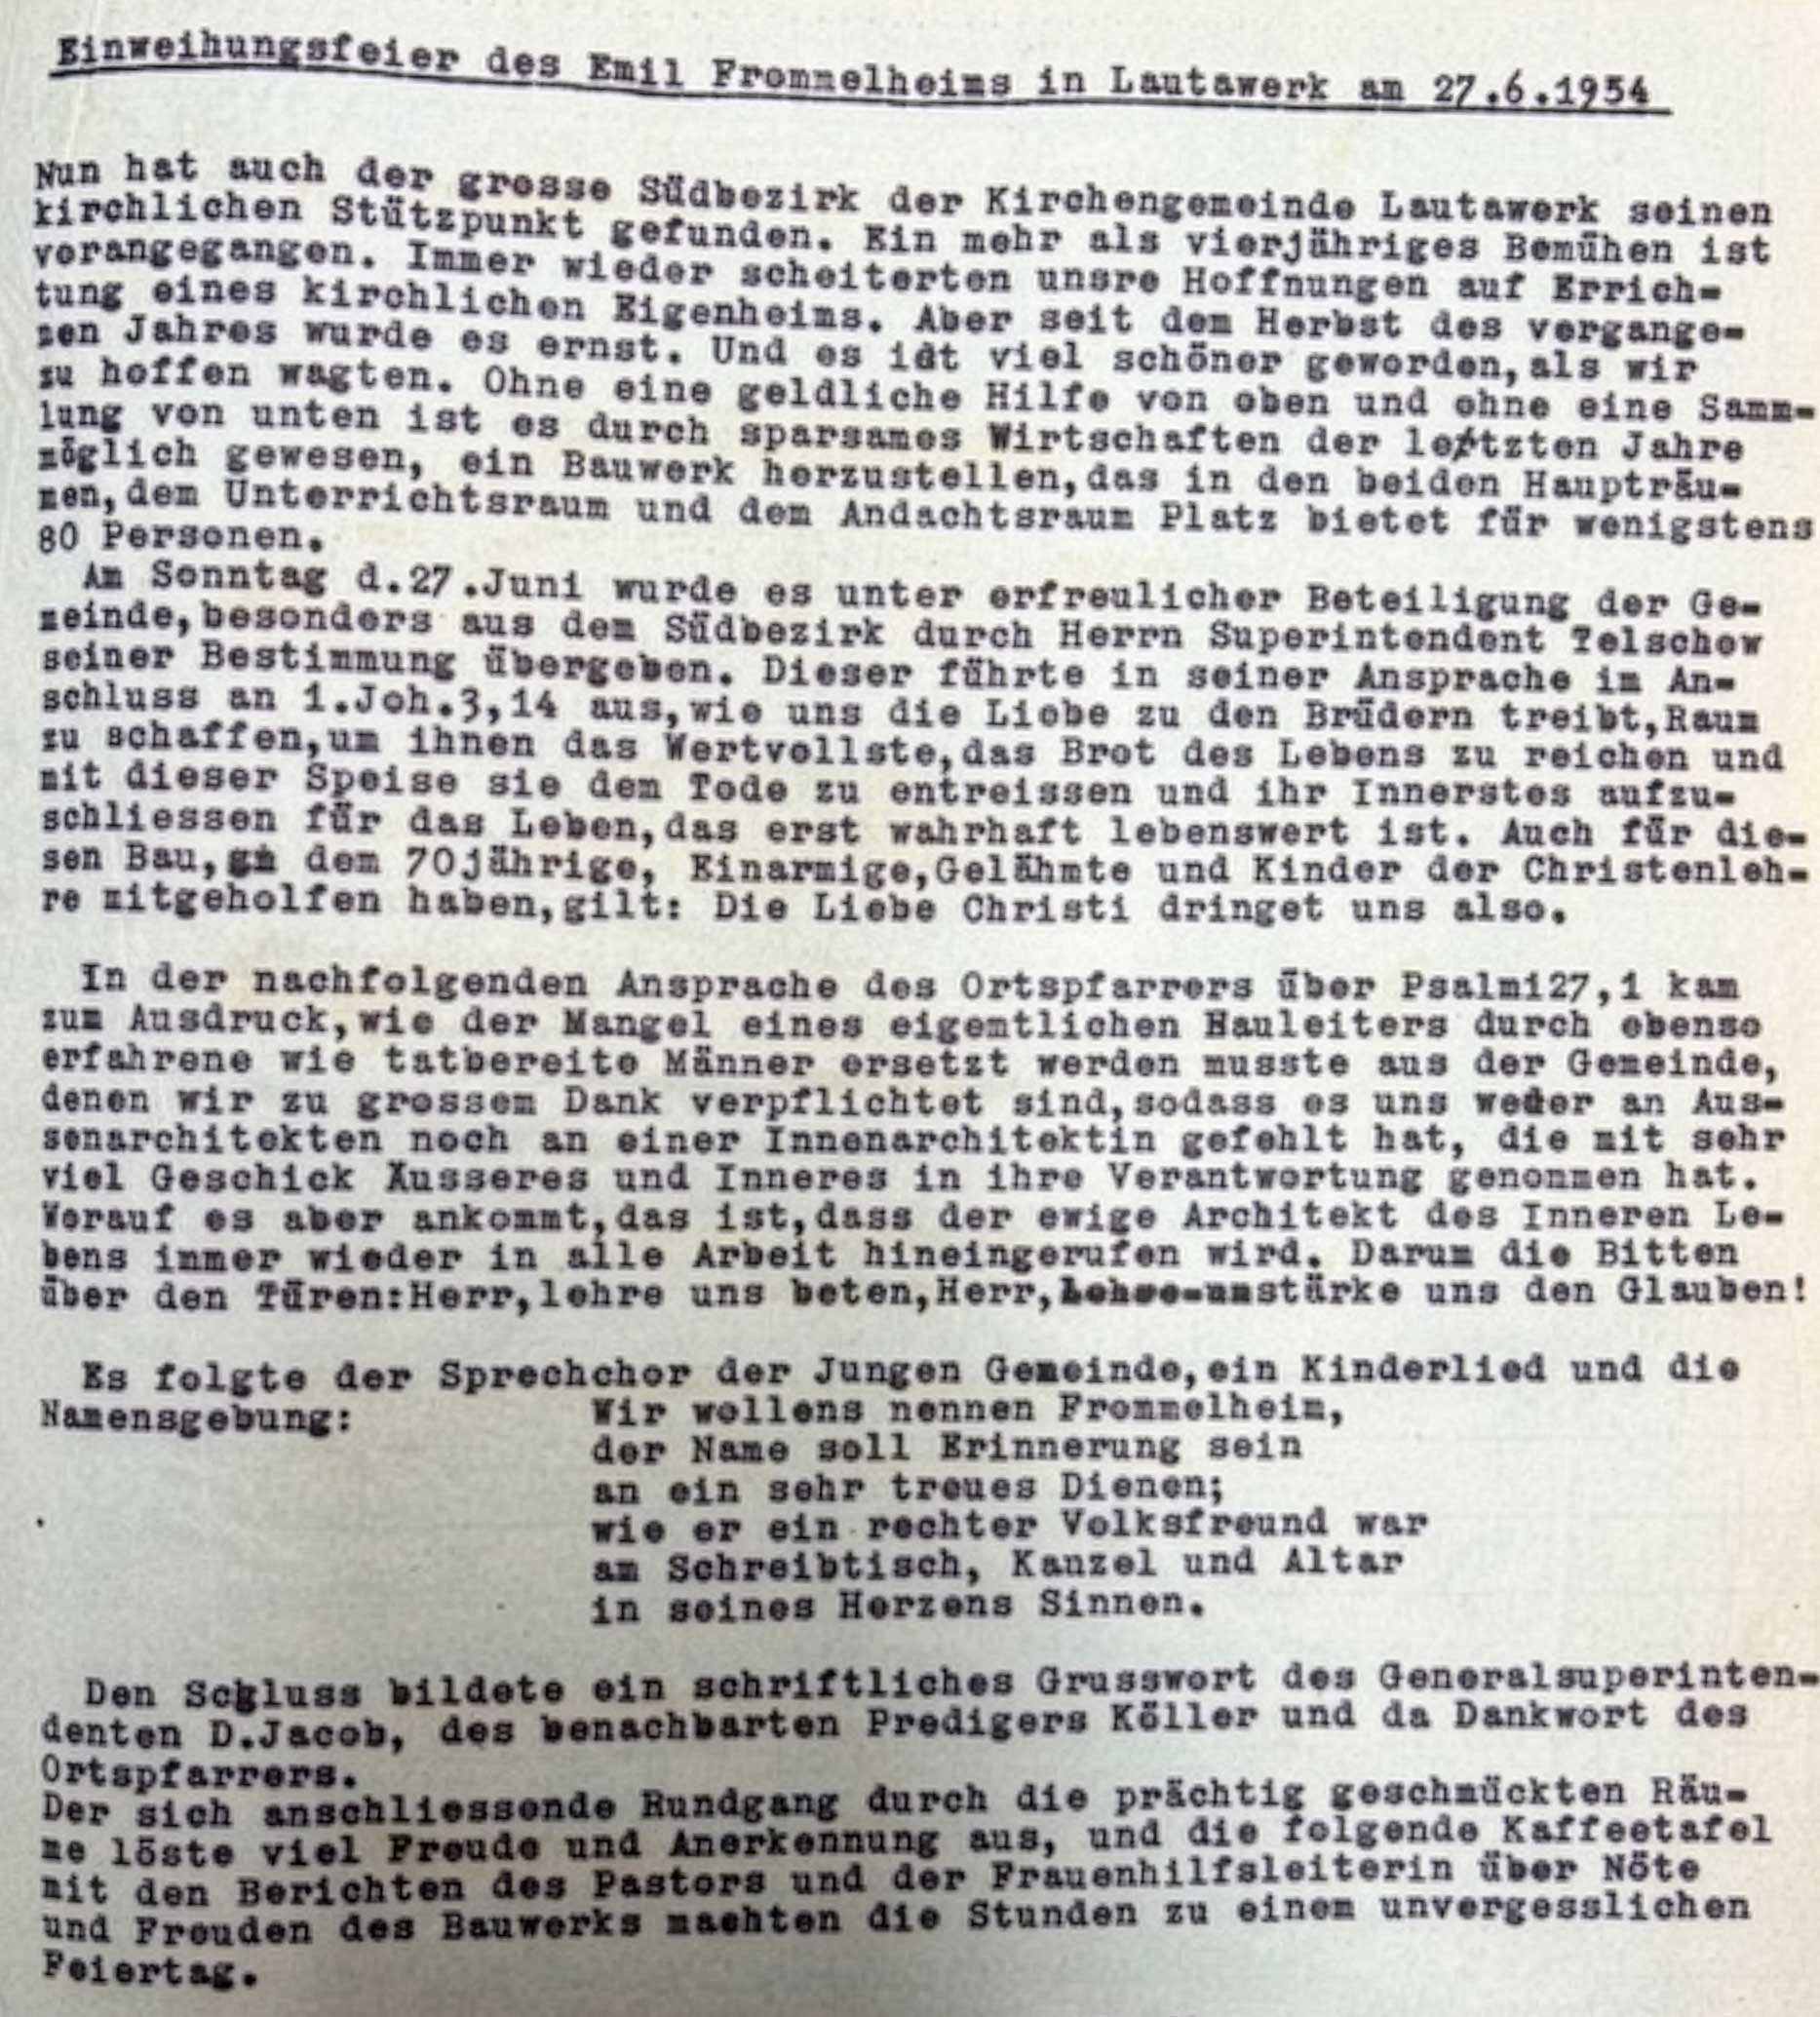 Einweihungsfeier des Emil Frommelheims in Lautawerk am 27.6.1954
Nun hat auch der grosse Südbezirk der Kirchengemeinde Lautawerk seinen
kirchlichen Stützpunkt gefunden. Ein mehr als vierjähriges Bemühen ist
vorangegangen. Immer wieder scheiterten unsre Hoffnungen auf Errich-
tung eines kirchlichen Eigenheims. Aber seit dem Herbst des vergange-
nen Jahres wurde es ernst. Und es ist viel schöner geworden,als wir
zu hoffen wagten. Ohne eine geldliche Hilfe von oben und ohne eine Samm-
lung von unten ist es durch sparsames Wirtschaften der letzten Jahre
möglich gewesen, ein Bauwerk herzustellen,das in den beiden Haupträu-
men,dem Unterrichtsraum und dem Andachtsraum Platz bietet für wenigstens
80 Personen.
Am Sonntag d.27.Juni wurde es unter erfreulicher Beteiligung der Ge-
meinde,besonders aus dem Südbezirk durch Herrn Superintendent Telschow
seiner Bestimmung übergeben. Dieser führte in seiner Ansprache im An-
schluss an 1.Joh.3,14 aus,wie uns die Liebe zu den Brüdern treibt,Raum
zu schaffen,um ihnen das Wertvollste,das Brot des Lebens zu reichen und
mit dieser Speise sie dem Tode zu entreissen und ihr Innerstes aufzu-
schliessen für das Leben,das erst wahrhaft lebenswert ist. Auch für die-
sen Bau,an dem 70jährige, Einarmige,Gelähmte und Kinder der Christenleh-
re mitgeholfen haben,gilt: Die Liebe Christi dringet uns also.
In der nachfolgenden Ansprache des Ortspfarrers über Psalm127,1 kam
zum Ausdruck,wie der Mangel eines eigemtlichen Bauleiters durch ebenso
erfahrene wie tatbereite Männer ersetzt werden musste aus der Gemeinde,
denen wir zu grossem Dank verpflichtet sind,sodass es uns weder an Aus-
senarchitekten noch an einer Innenarchitektin gefehlt hat, die mit sehr
viel Geschick Äusseres und Inneres in ihre Verantwortung genommen hat.
Worauf es aber ankommt,das ist,dass der ewige Architekt des Inneren Le-
bens immer wieder in alle Arbeit hineingerufen wird. Darum die Bitten
über den Türen:Herr,lehre uns beten,Herr,stärke uns den Glauben!
Es folgte der Sprechchor der Jungen Gemeinde,ein Kinderlied und die
Namensgebung: Wir wollens nennen Frommelheim,
der Name soll Erinnerung sein
an ein sehr treues Dienen;
wie er ein rechter Volksfreund war
am Schreibtisch, Kanzel und Altar
in seines Herzens Sinnen.
Den Schluss bildete ein schriftliches Grusswort des Generalsuperinten-
denten D.Jacob, des benachbarten Predigers Köller und da Dankwort des
Ortspfarrers.
Der sich anschliessende Rundgang durch die prächtig geschmückten Räu-
me löste viel Freude und Anerkennung aus, und die folgende Kaffeetafel
mit den Berichten des Pastors und der Frauenhilfsleiterin über Nöte
und Freuden des Bauwerks machten die Stunden zu einem unvergesslichen
Feiertag.